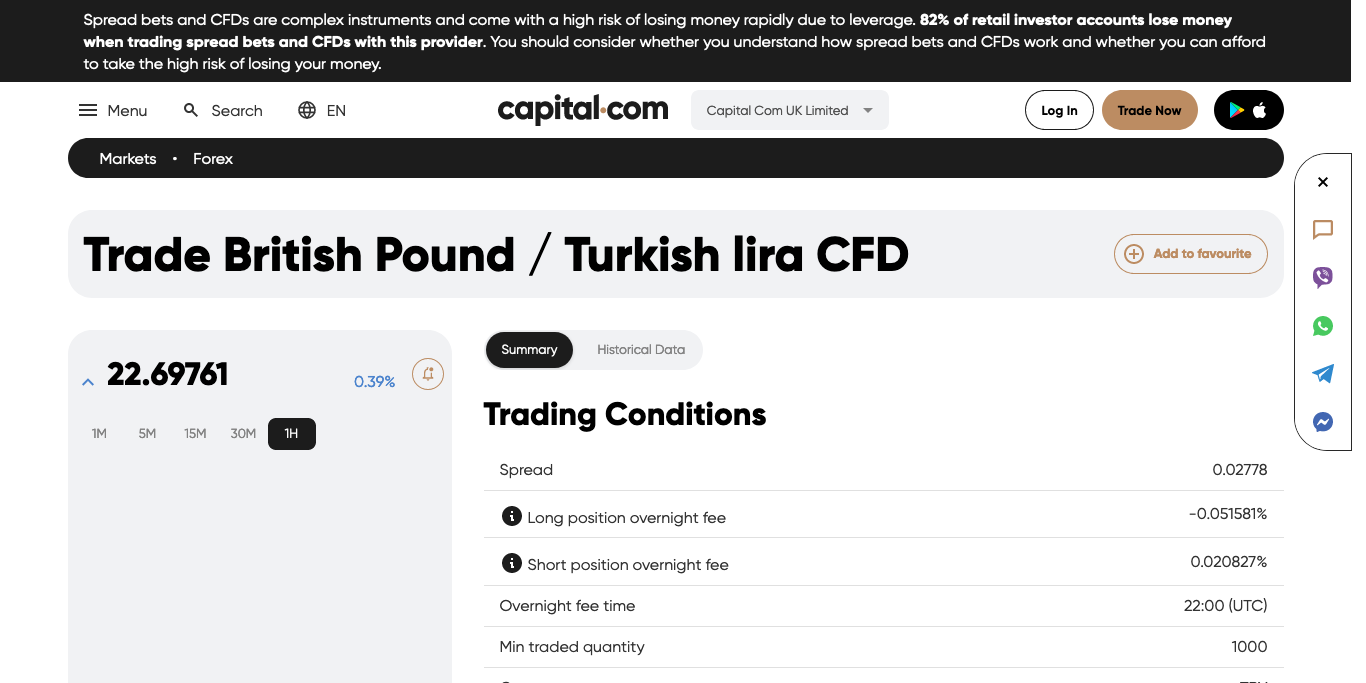 Spread bets and CFDs are complex instruments and come with a high risk of losing money rapidly due to leverage. 82% of retail investor accounts lose money
when trading spread bets and CFDs with this provider. You should consider whether you understand how spread bets and CFDs work and whether you can afford
to take the high risk of losing your money.
Menu
Search
EN
capital.com
Capital Com UK Limited
Log In
Trade Now
Markets • Forex
Trade British Pound / Turkish lira CFD
Add to favourite
22.69761
0.39%
1M 5M 15M 30M 1H
Summary
Historical Data
Trading Conditions
Spread 0.02778
Long position overnight fee -0.051581%
Short position overnight fee 0.020827%
Overnight fee time 22:00 (UTC)
Min traded quantity 1000